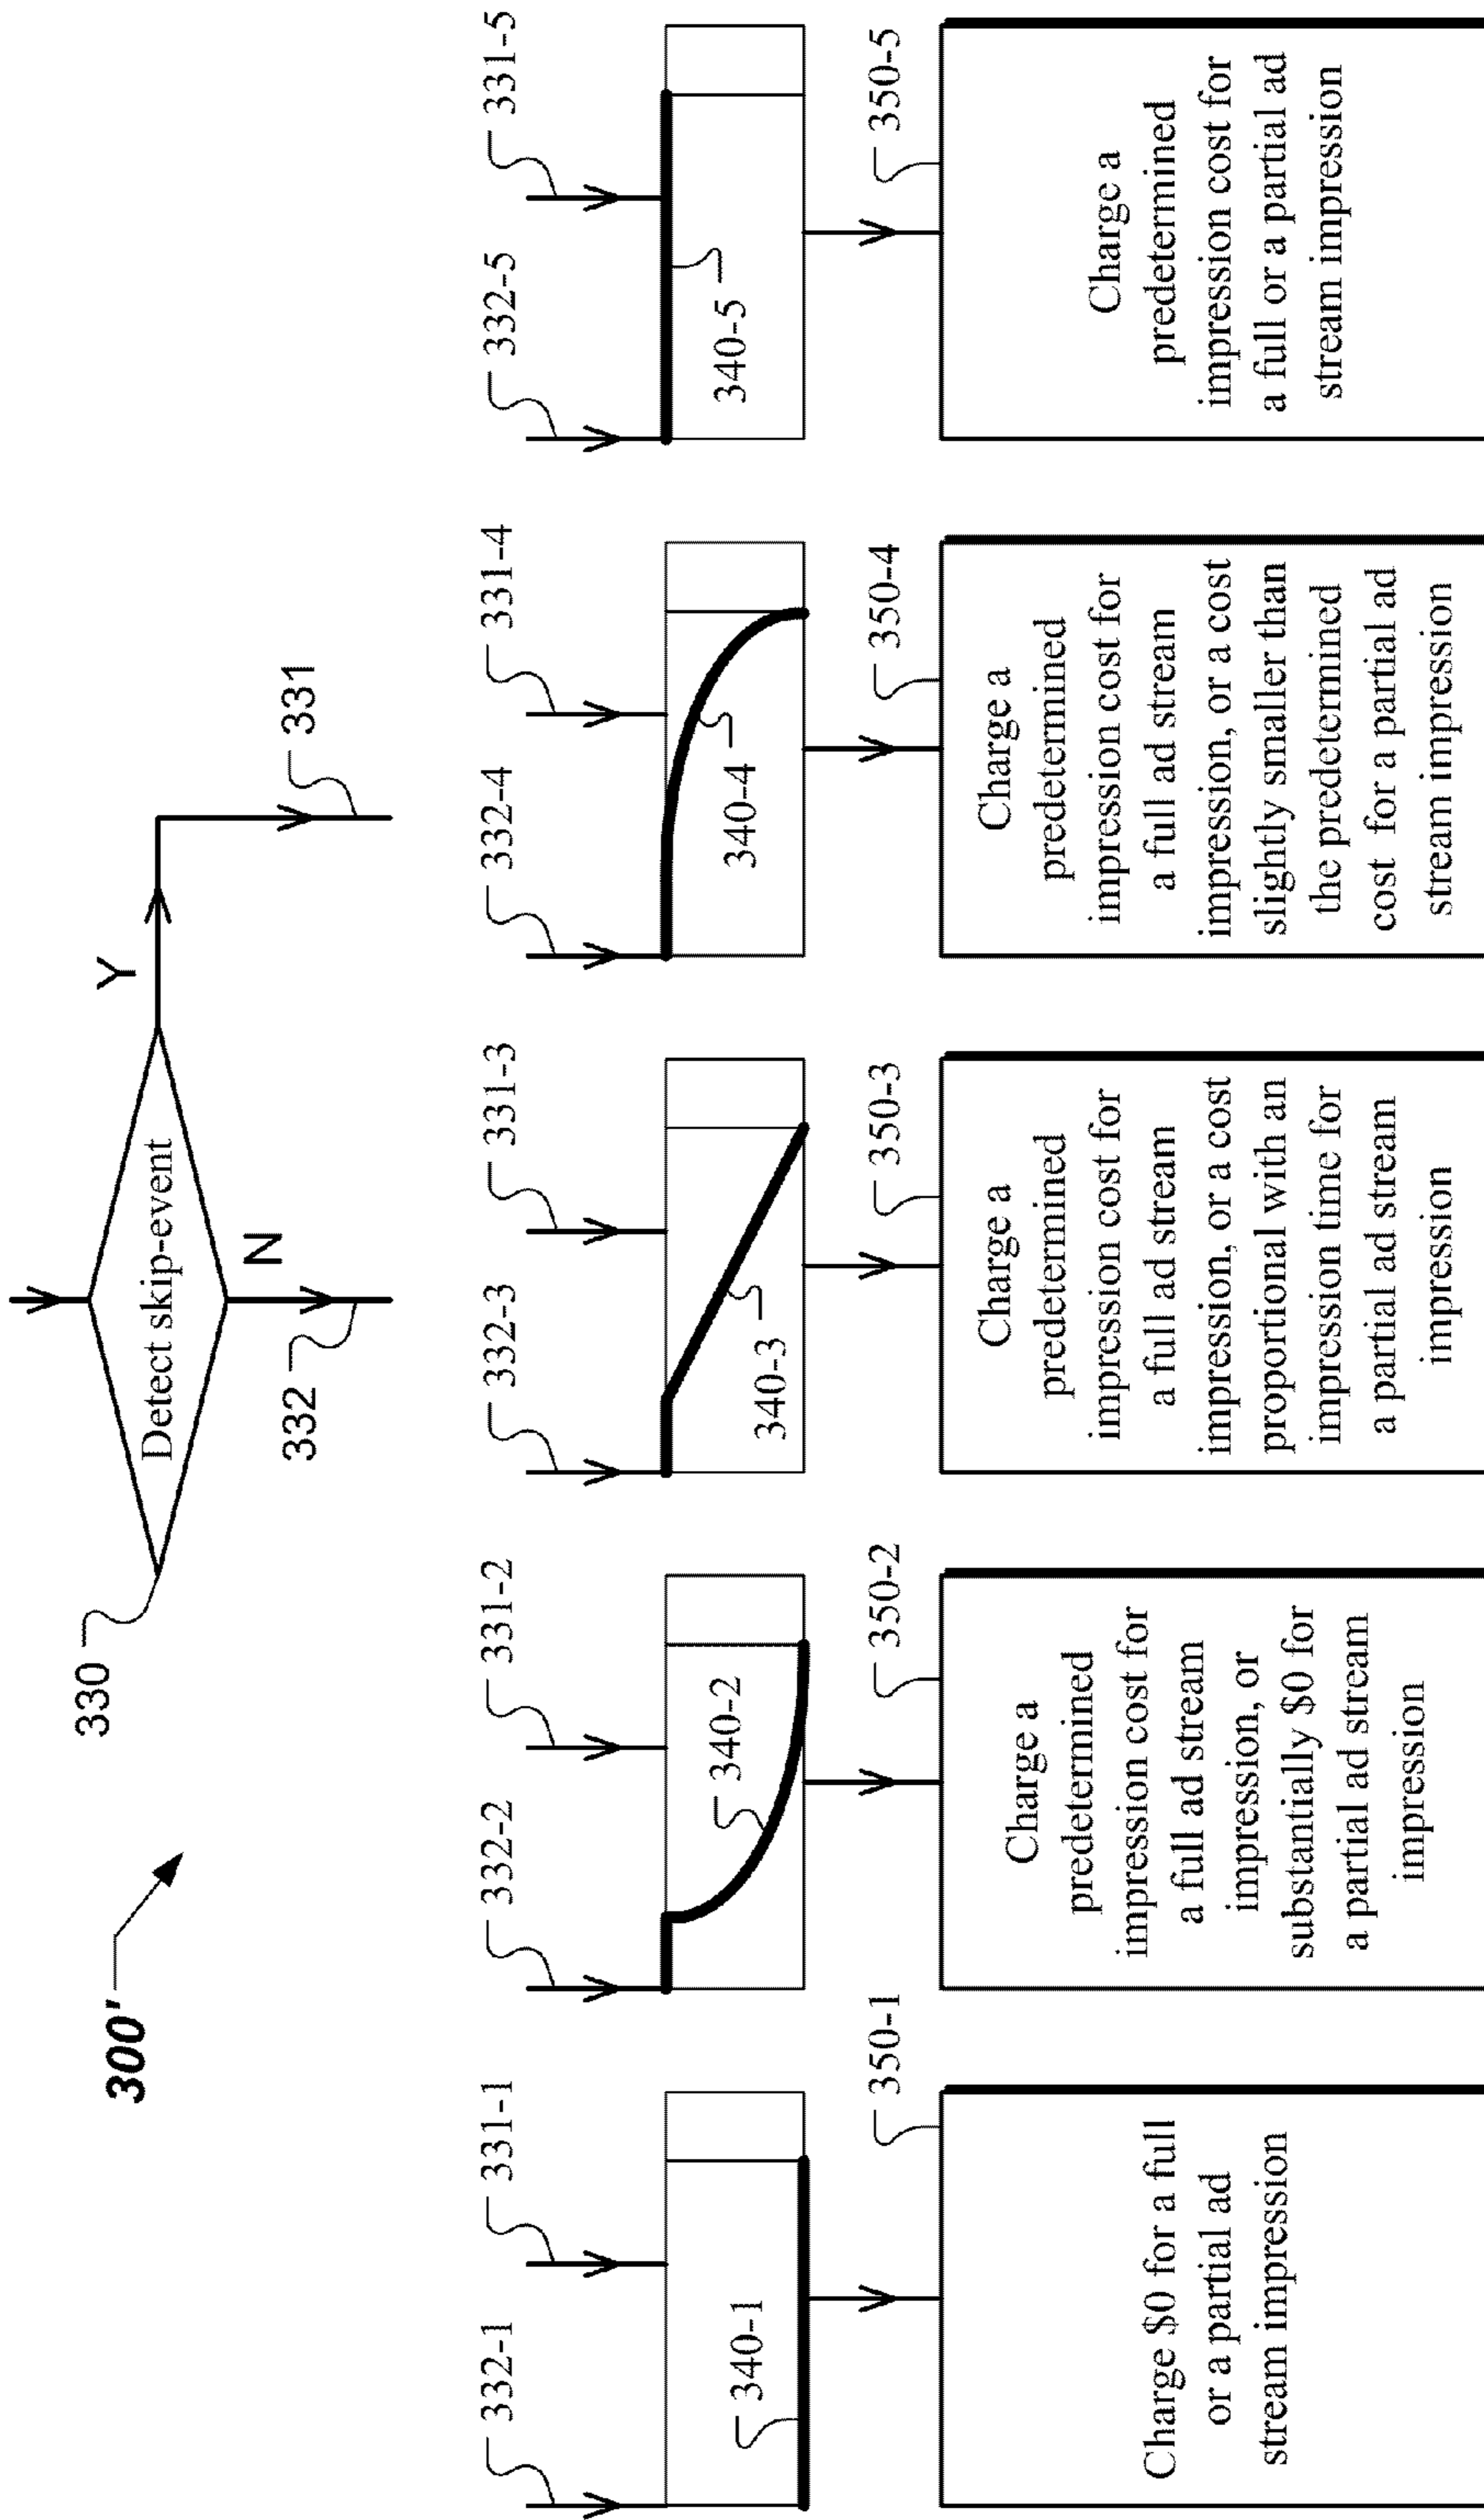 300'
330
Detect skip-event
Y
N
332
331
332-1
331-1
340-1
350-1
Charge $0 for a full
or a partial ad
stream impression
332-2
331-2
340-2
350-2
Charge a
predetermined
impression cost for
a full ad stream
impression, or
substantially $0 for
a partial ad stream
impression
332-3
331-3
340-3
350-3
Charge a
predetermined
impression cost for
a full ad stream
impression, or a cost
proportional with an
impression time for
a partial ad stream
impression
332-4
331-4
340-4
350-4
Charge a
predetermined
impression cost for
a full ad stream
impression, or a cost
slightly smaller than
the predetermined
cost for a partial ad
stream impression
332-5
331-5
340-5
350-5
Charge a
predetermined
impression cost for
a full or a partial ad
stream impression